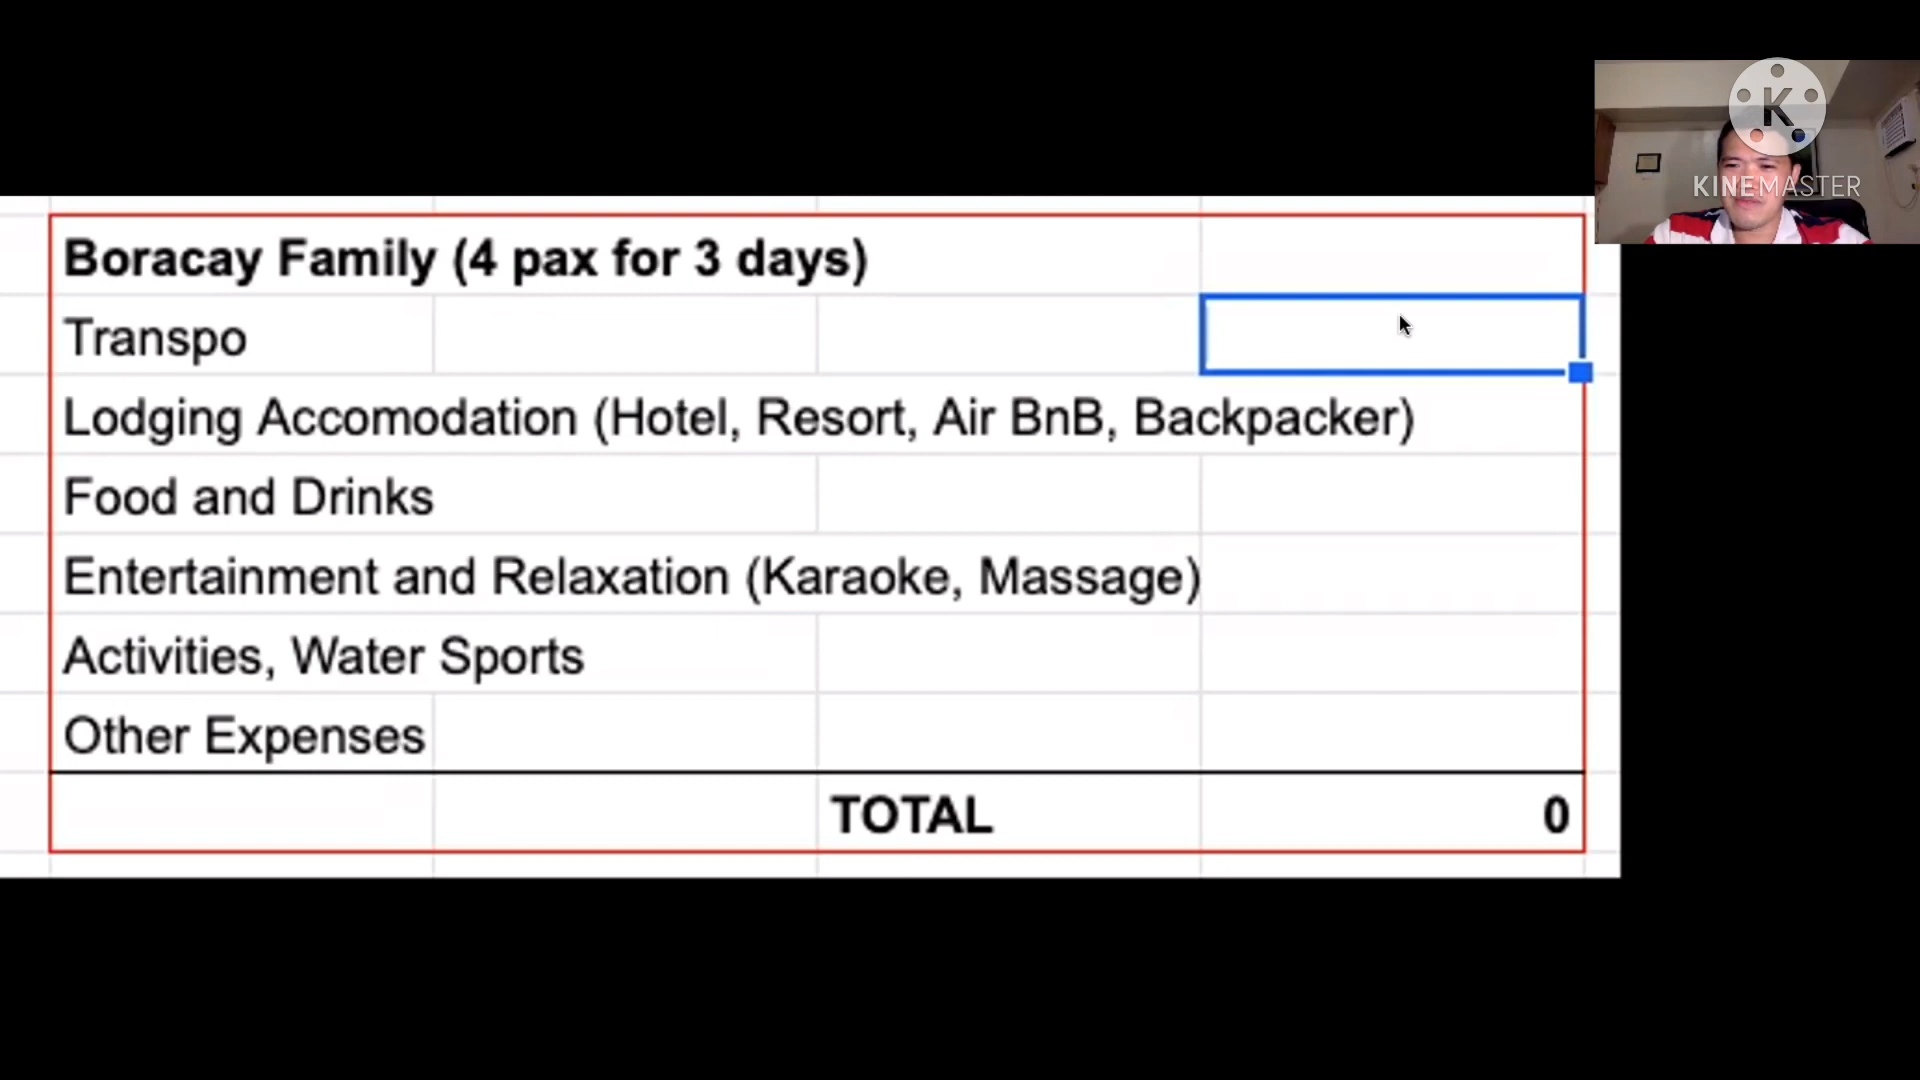 K
KINEMASTER
Boracay Family (4 pax for 3 days)
Transpo
Lodging Accomodation (Hotel, Resort, Air BnB, Backpacker)
Food and Drinks
Entertainment and Relaxation (Karaoke, Massage)
Activities, Water Sports
Other Expenses
TOTAL 0